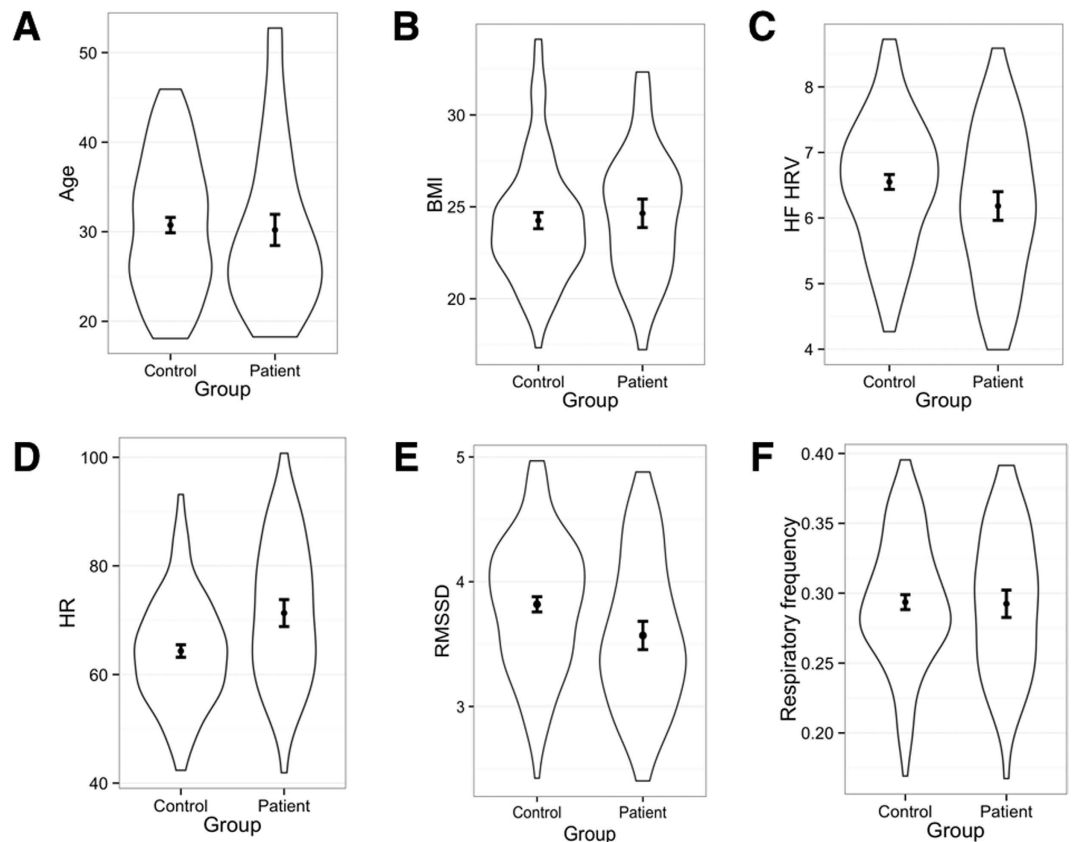 A
Age
50
40
30
20
Control Patient
Group
B
BMI
30
25
20
Control Patient
Group
C
HF HRV
8
7
6
5
4
Control Patient
Group
D
HR
100
80
60
40
Control Patient
Group
E
RMSSD
5
4
3
Control Patient
Group
F
Respiratory frequency
0.40
0.35
0.30
0.25
0.20
Control Patient
Group